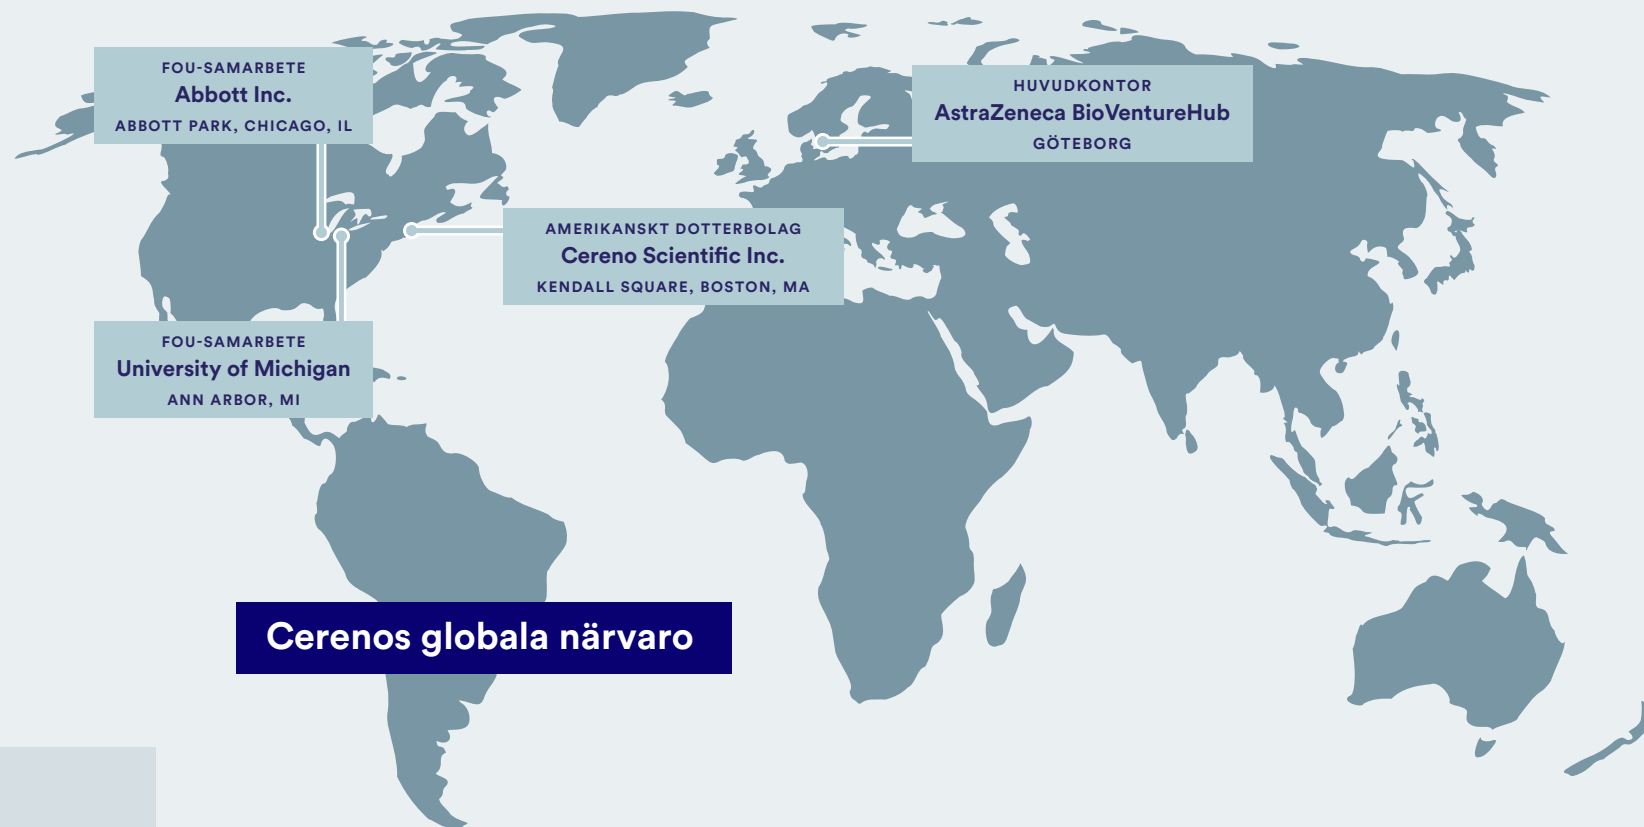 FOU-SAMARBETE
Abbott Inc.
ABBOTT PARK, CHICAGO, IL
HUVUDKONTOR
AstraZeneca BioVentureHub
GÖTEBORG
AMERIKANSKT DOTTERBOLAG
Cereno Scientific Inc.
KENDALL SQUARE, BOSTON, MA
FOU-SAMARBETE
University of Michigan
ANN ARBOR, MI
Cerenos globala närvaro